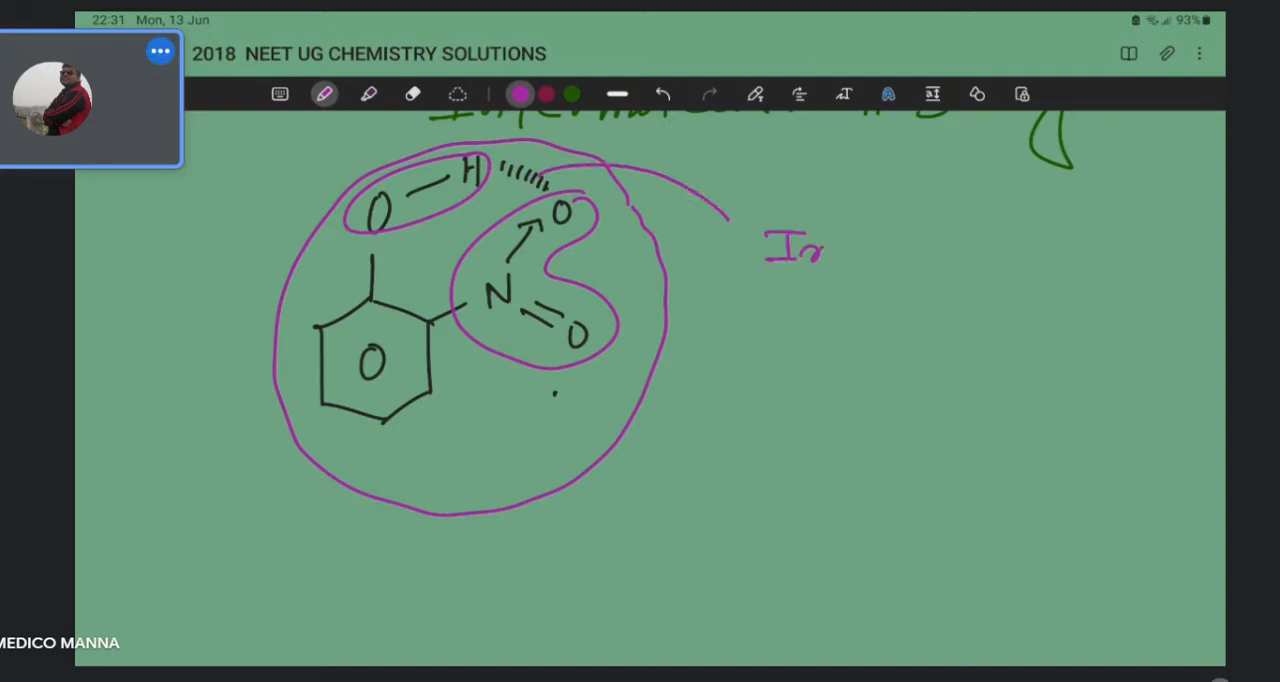 22:31 Mon, 13 Jun
93%
2018 NEET UG CHEMISTRY SOLUTIONS
O H
O
N
O
O
MEDICO MANNA